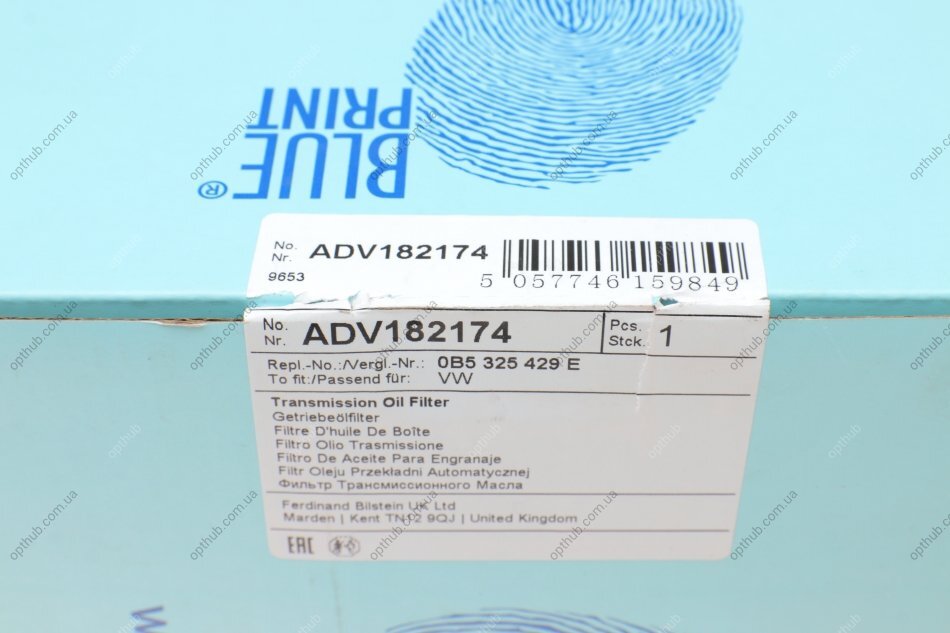 BLUE
PRINT
®
No.
Nr. ADV182174
9653
5 057746 159849
No.
Nr. ADV182174
Pcs.
Stck. 1
Repl.-No.:/Vergl.-Nr.: 0B5 325 429 E
To fit:/Passend für: VW
Transmission Oil Filter
Getriebeölfilter
Filtre D'huile De Boîte
Filtro Olio Trasmissione
Filtro De Aceite Para Engranaje
Filtr Oleju Przekładni Automatycznej
Фильтр Трансмиссионного Масла
Ferdinand Bilstein UK Ltd
Marden | Kent TN12 9QJ | United Kingdom
EAC
opthub.com.ua